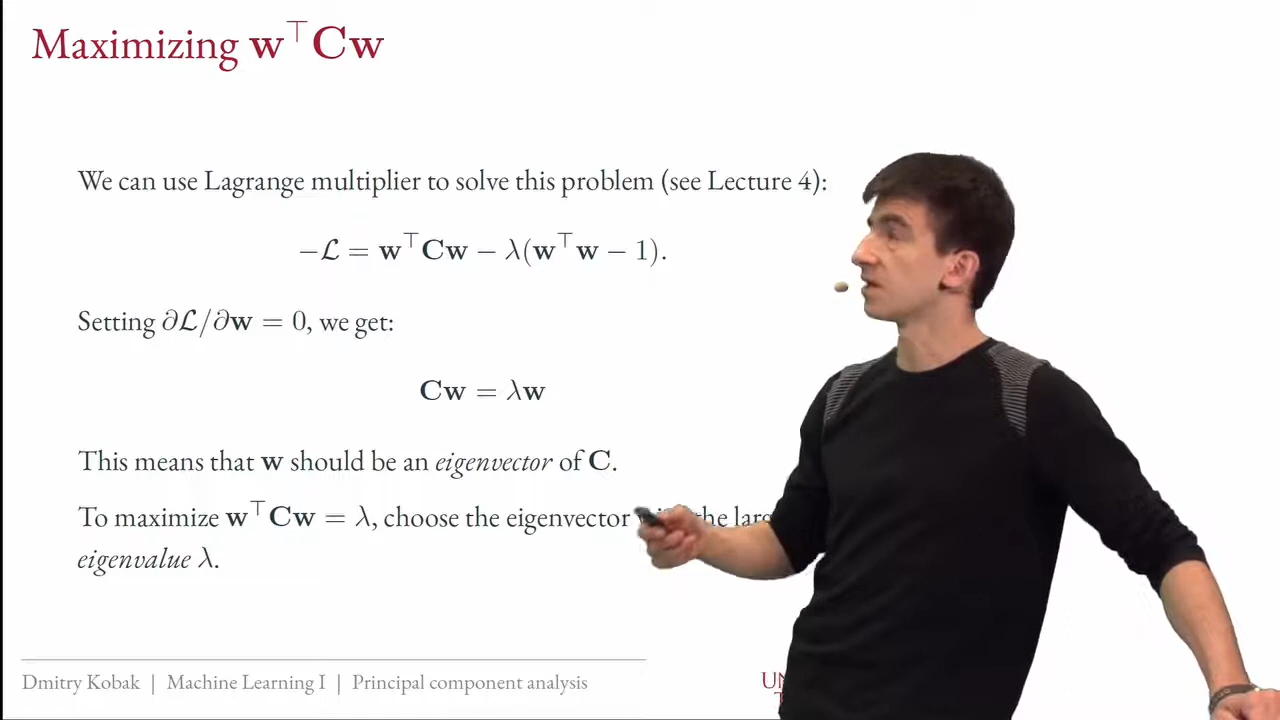 Maximizing w⊤Cw
We can use Lagrange multiplier to solve this problem (see Lecture 4):
−ℒ = w⊤Cw − λ(w⊤w − 1).
Setting ∂ℒ/∂w = 0, we get:
Cw = λw
This means that w should be an eigenvector of C.
To maximize w⊤Cw = λ, choose the eigenvector the
eigenvalue λ.
Dmitry Kobak | Machine Learning I | Principal component analysis